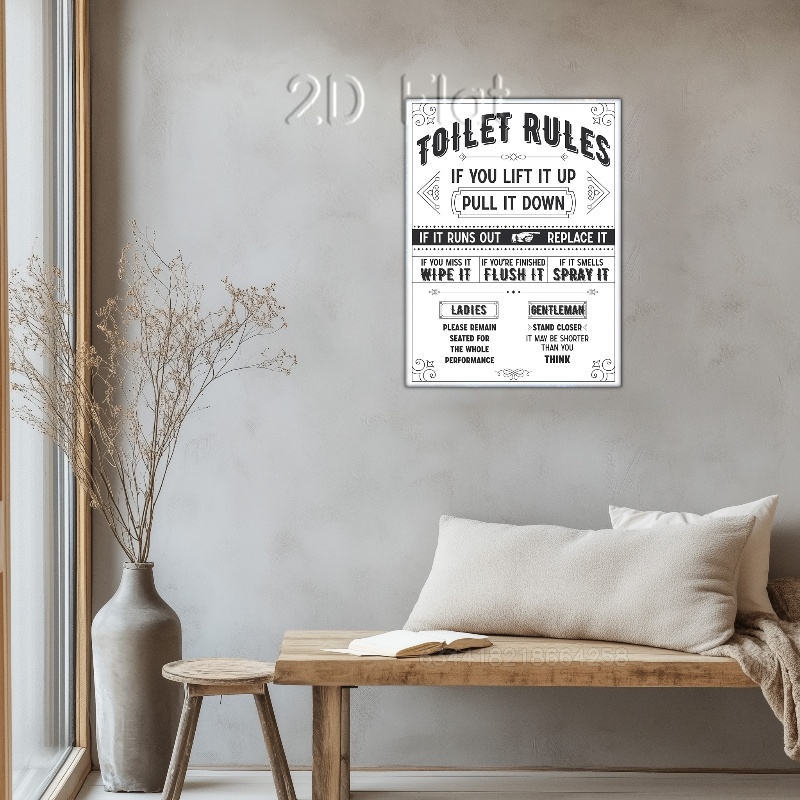 2D flat
TOILET RULES
IF YOU LIFT IT UP
PULL IT DOWN
IF IT RUNS OUT REPLACE IT
IF YOU MISS IT
WIPE IT
IF YOU'RE FINISHED
FLUSH IT
IF IT SMELLS
SPRAY IT
LADIES
PLEASE REMAIN
SEATED FOR
THE WHOLE
PERFORMANCE
GENTLEMAN
STAND CLOSER
IT MAY BE SHORTER
THAN YOU
THINK